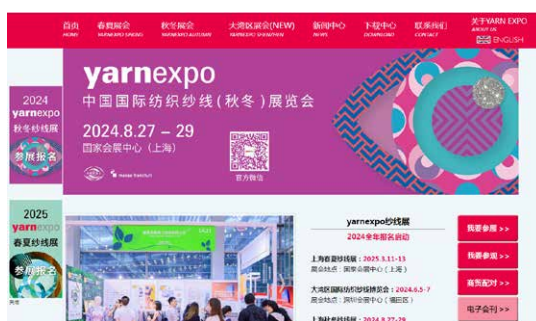 首页 春夏展会 秋冬展会 大湾区展会(NEW) 新闻中心 下载中心 联系我们 关于YARN EXPO
HOME YARNEXPO SPRING YARNEXPO AUTUMN YARNEXPO SHENZHEN NEWS DOWNLOAD CONTACT ABOUT US
ENGLISH
2024
yarnexpo
秋冬纱线展
参展报名
yarnexpo
中国国际纺织纱线(秋冬)展览会
2024.8.27 – 29
国家会展中心(上海)
messe frankfurt
官方微信
2025
yarnexpo
春夏纱线展
参展报名
yarnexpo纱线展
2024全年报名启动
上海春夏纱线展:2025.3.11-13
展会地点:国家会展中心(上海)
大湾区国际纺织纱线博览会:2024.6.5-7
展会地点:深圳会展中心(福田区)
上海秋冬纱线展:2024.8.27-29
我要参展 >>
我要参观 >>
商贸配对 >>
电子会刊 >>